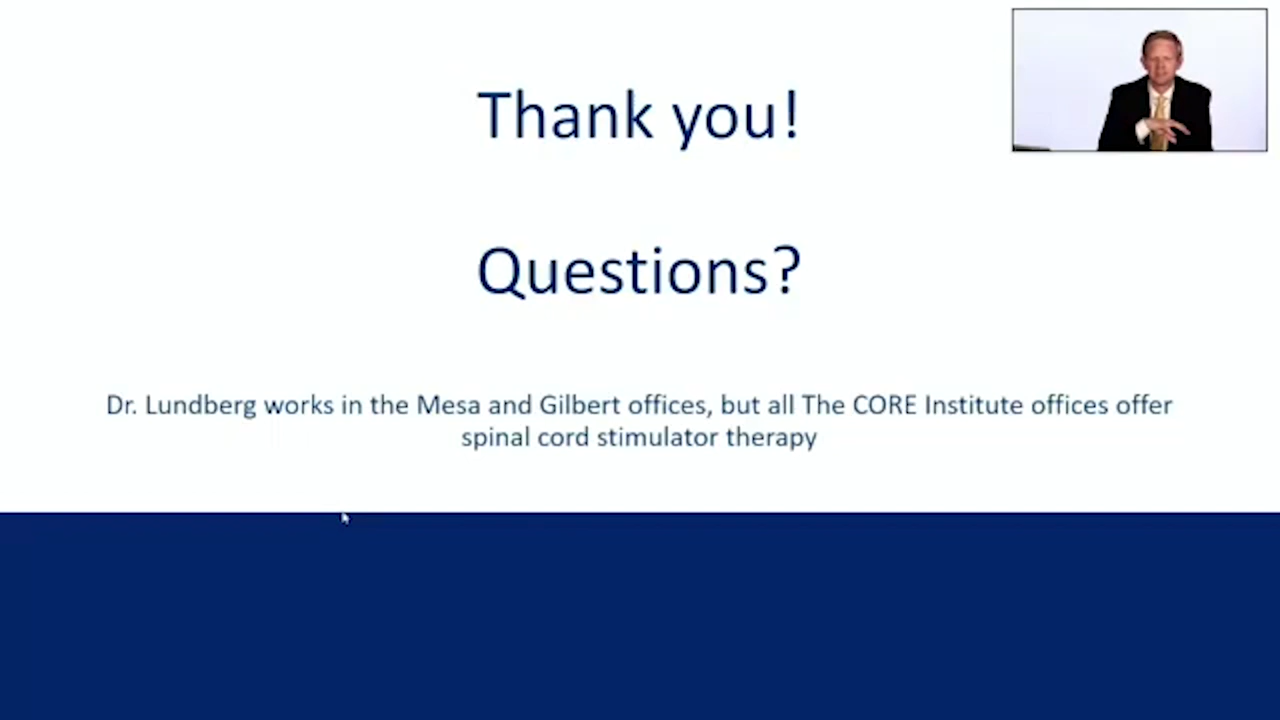 Thank you!
Questions?
Dr. Lundberg works in the Mesa and Gilbert offices, but all The CORE Institute offices offer
spinal cord stimulator therapy